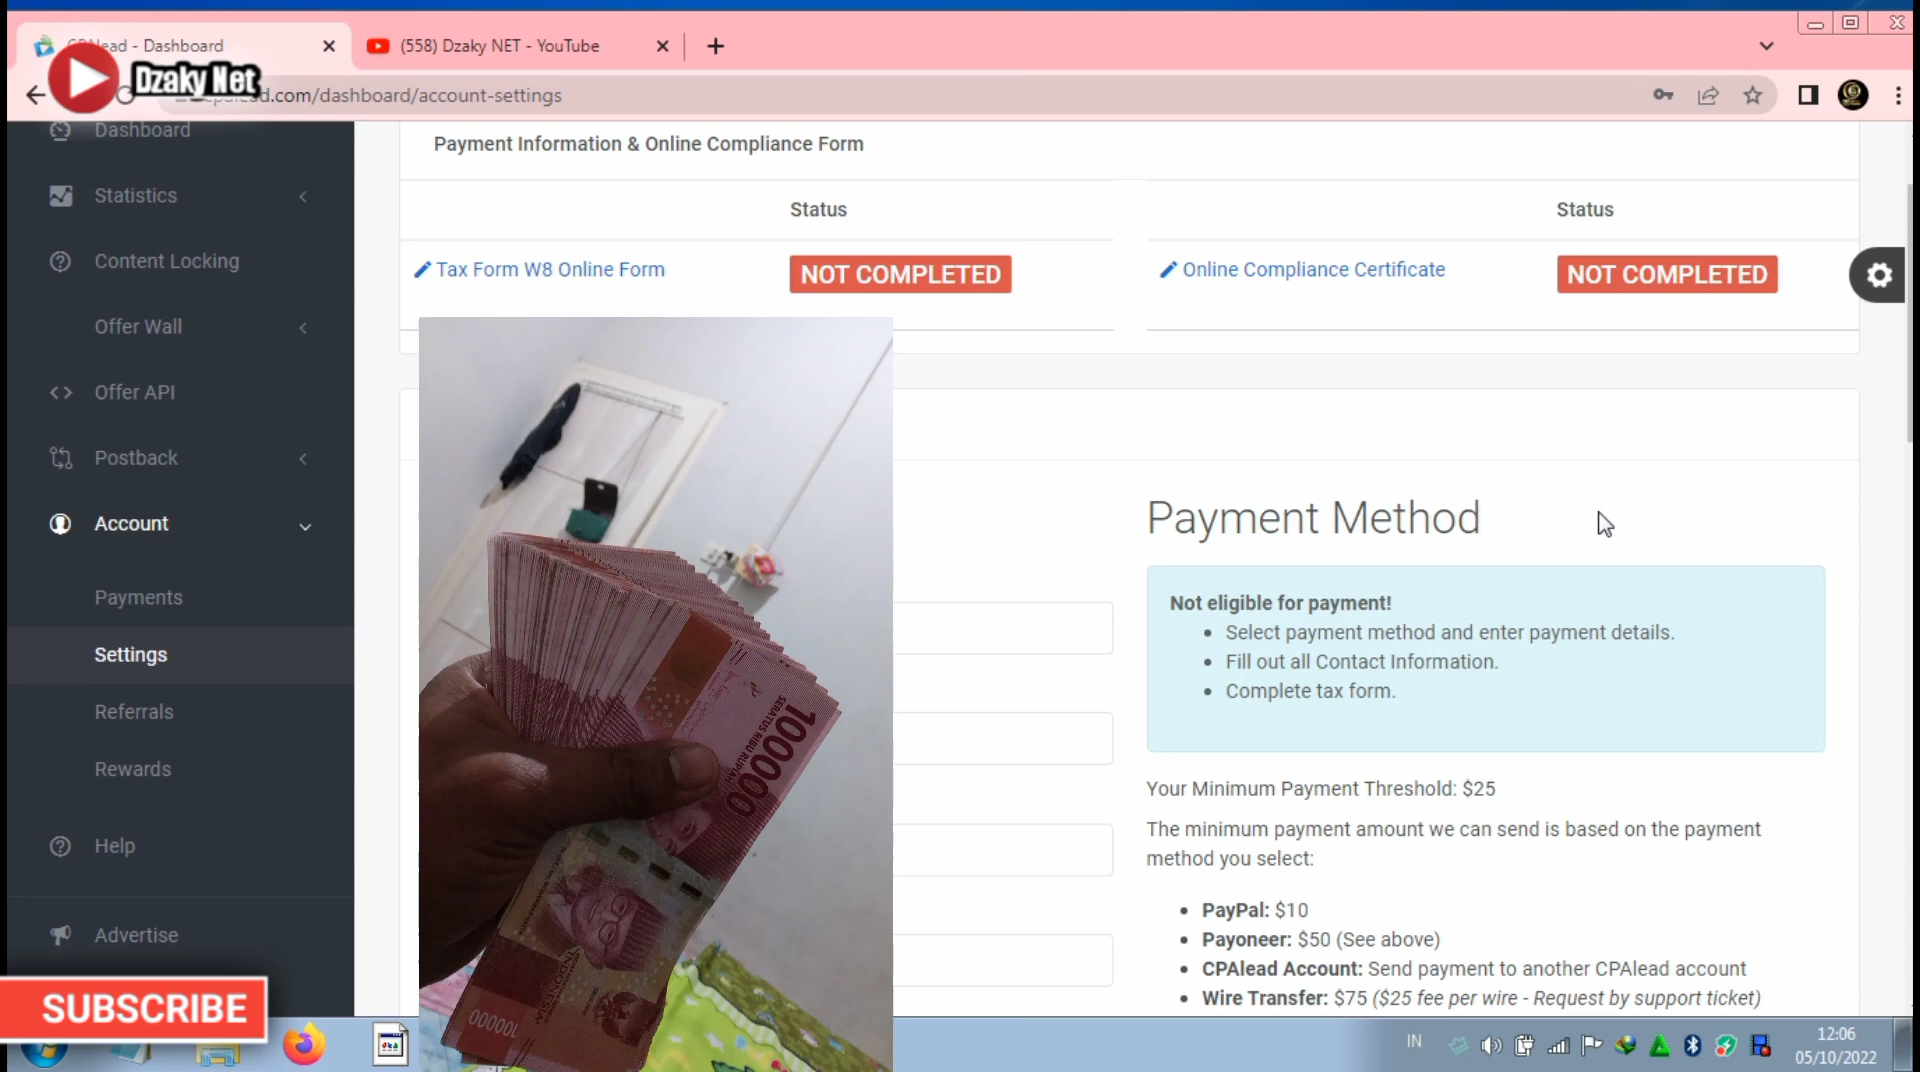 CPAlead - Dashboard
(558) Dzaky NET - YouTube
Dzaky Net
.com/dashboard/account-settings
Dashboard
Statistics
Content Locking
Offer Wall
Offer API
Postback
Account
Payments
Settings
Referrals
Rewards
Help
Advertise
SUBSCRIBE
Payment Information & Online Compliance Form
Status
Status
Tax Form W8 Online Form
NOT COMPLETED
Online Compliance Certificate
NOT COMPLETED
100000
SERATUS RIBU RUPIAH
INDONESIA
100000
Payment Method
Not eligible for payment!
Select payment method and enter payment details.
Fill out all Contact Information.
Complete tax form.
Your Minimum Payment Threshold: $25
The minimum payment amount we can send is based on the payment
method you select:
PayPal: $10
Payoneer: $50 (See above)
CPAlead Account: Send payment to another CPAlead account
Wire Transfer: $75 ($25 fee per wire - Request by support ticket)
IN
12:06
05/10/2022